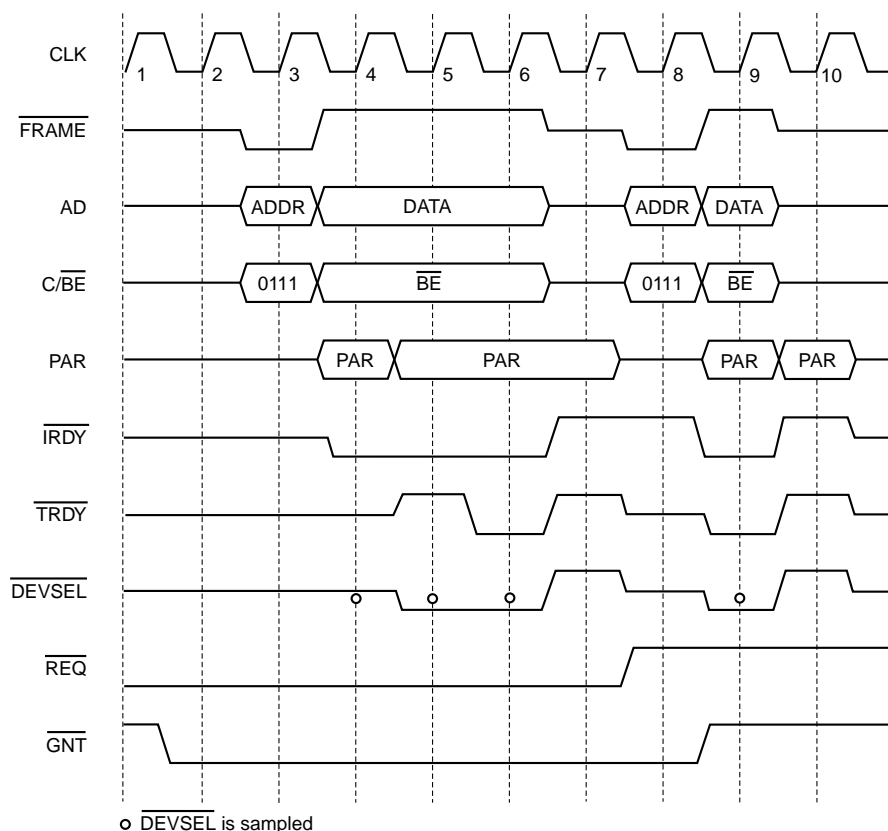 CLK
1 2 3 4 5 6 7 8 9 10
FRAME
AD ADDR DATA ADDR DATA
C/BE 0111 BE 0111 BE
PAR PAR PAR PAR PAR
IRDY
TRDY
DEVSEL
REQ
GNT
DEVSEL is sampled